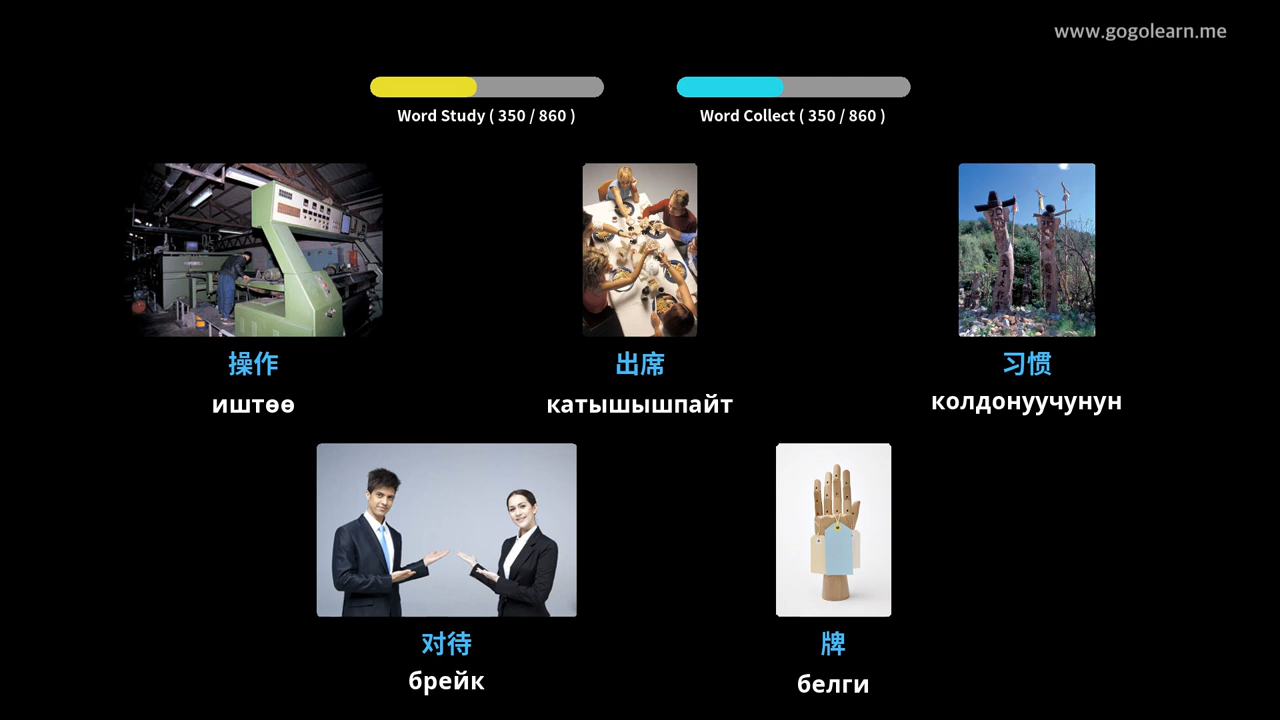 www.gogolearn.me
Word Study ( 350 / 860 )
Word Collect ( 350 / 860 )
操作
иштөө
出席
катышышпайт
习惯
колдонуучунун
对待
брейк
牌
белги